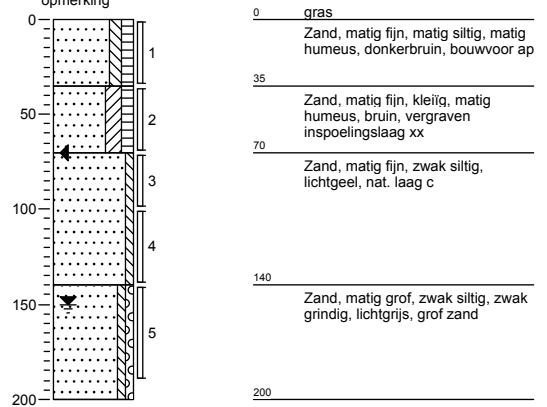 opmerking
0
1
50
2
3
100
4
150
5
200
0
gras
Zand, matig fijn, matig siltig, matig
humeus, donkerbruin, bouwvoor ap
35
Zand, matig fijn, kleiïg, matig
humeus, bruin, vergraven
inspoelingslaag xx
70
Zand, matig fijn, zwak siltig,
lichtgeel, nat. laag c
140
Zand, matig grof, zwak siltig, zwak
grindig, lichtgrijs, grof zand
200